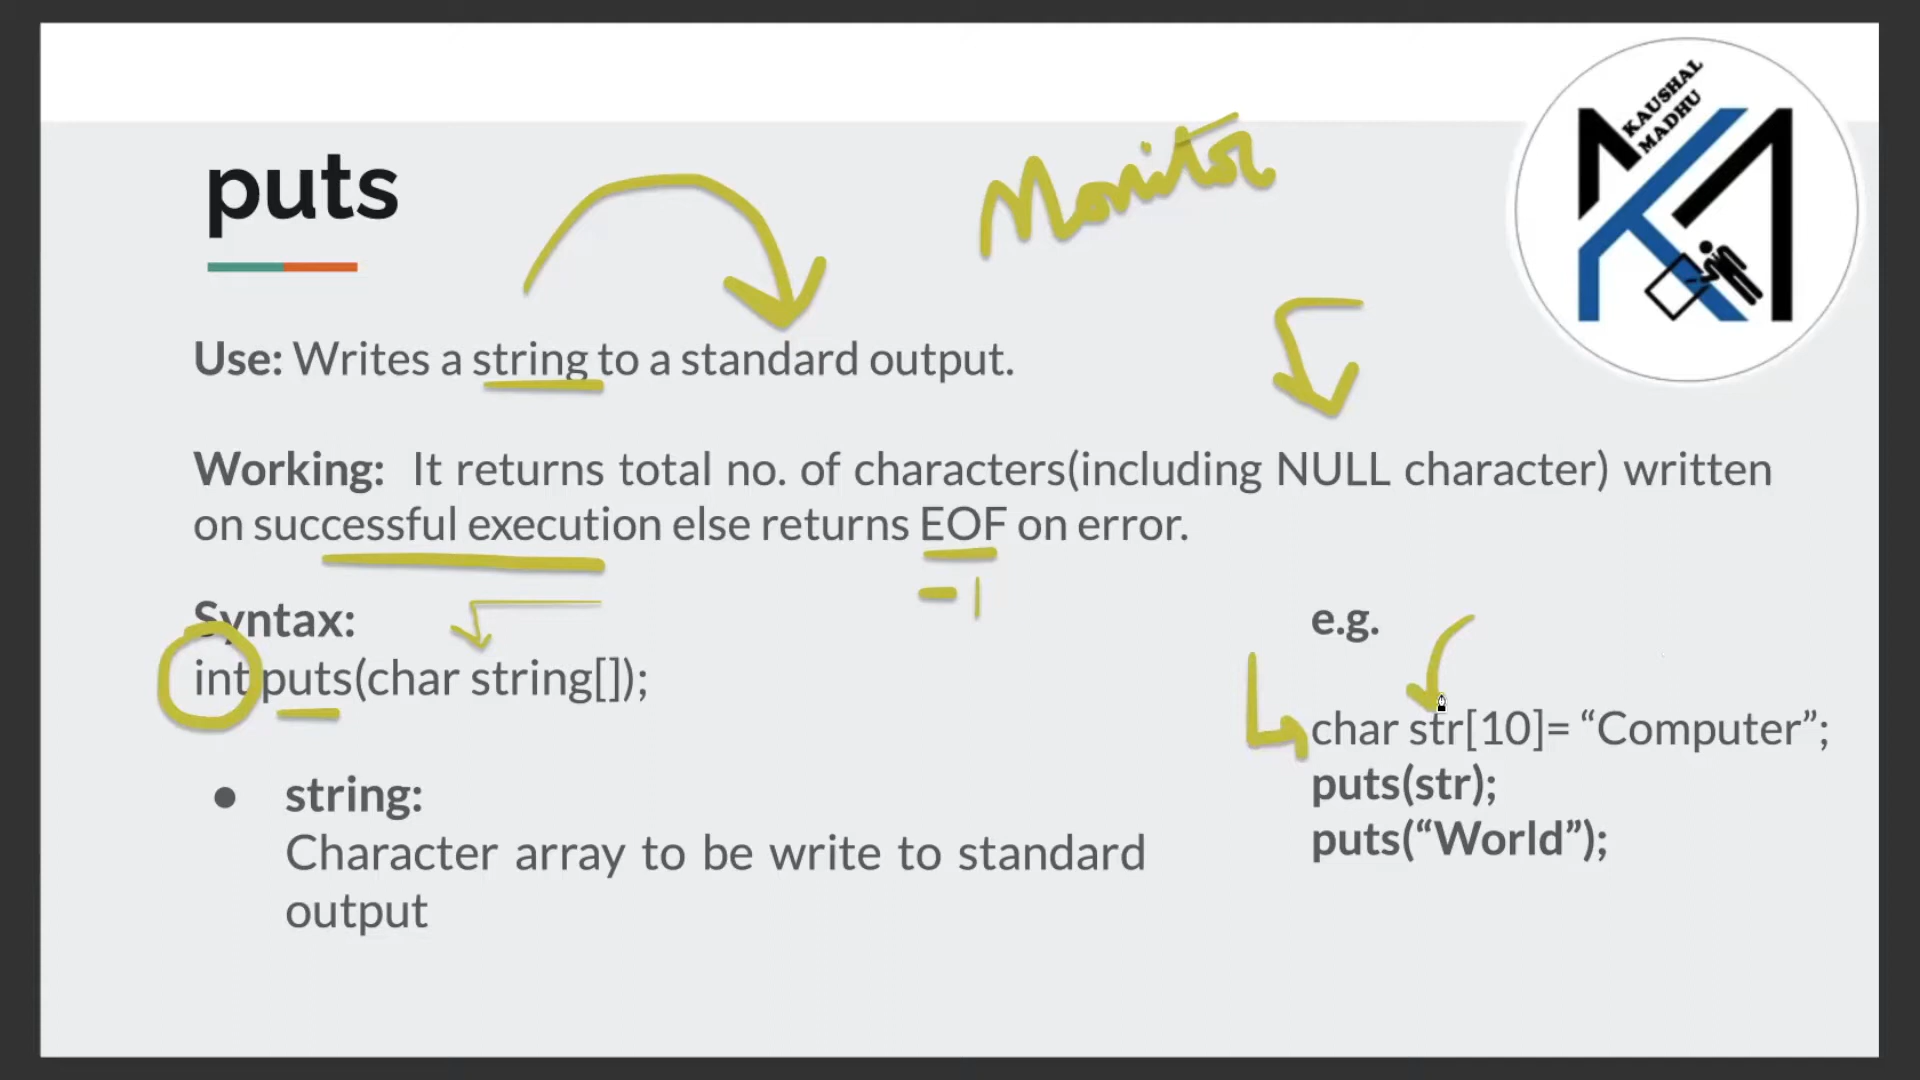 KAUSHAL
MADHU
Monitor
puts
Use: Writes a string to a standard output.
Working: It returns total no. of characters(including NULL character) written
on successful execution else returns EOF on error.
-1
Syntax:
int puts(char string[]);
● string:
Character array to be write to standard
output
e.g.
char str[10]= “Computer”;
puts(str);
puts(“World”);